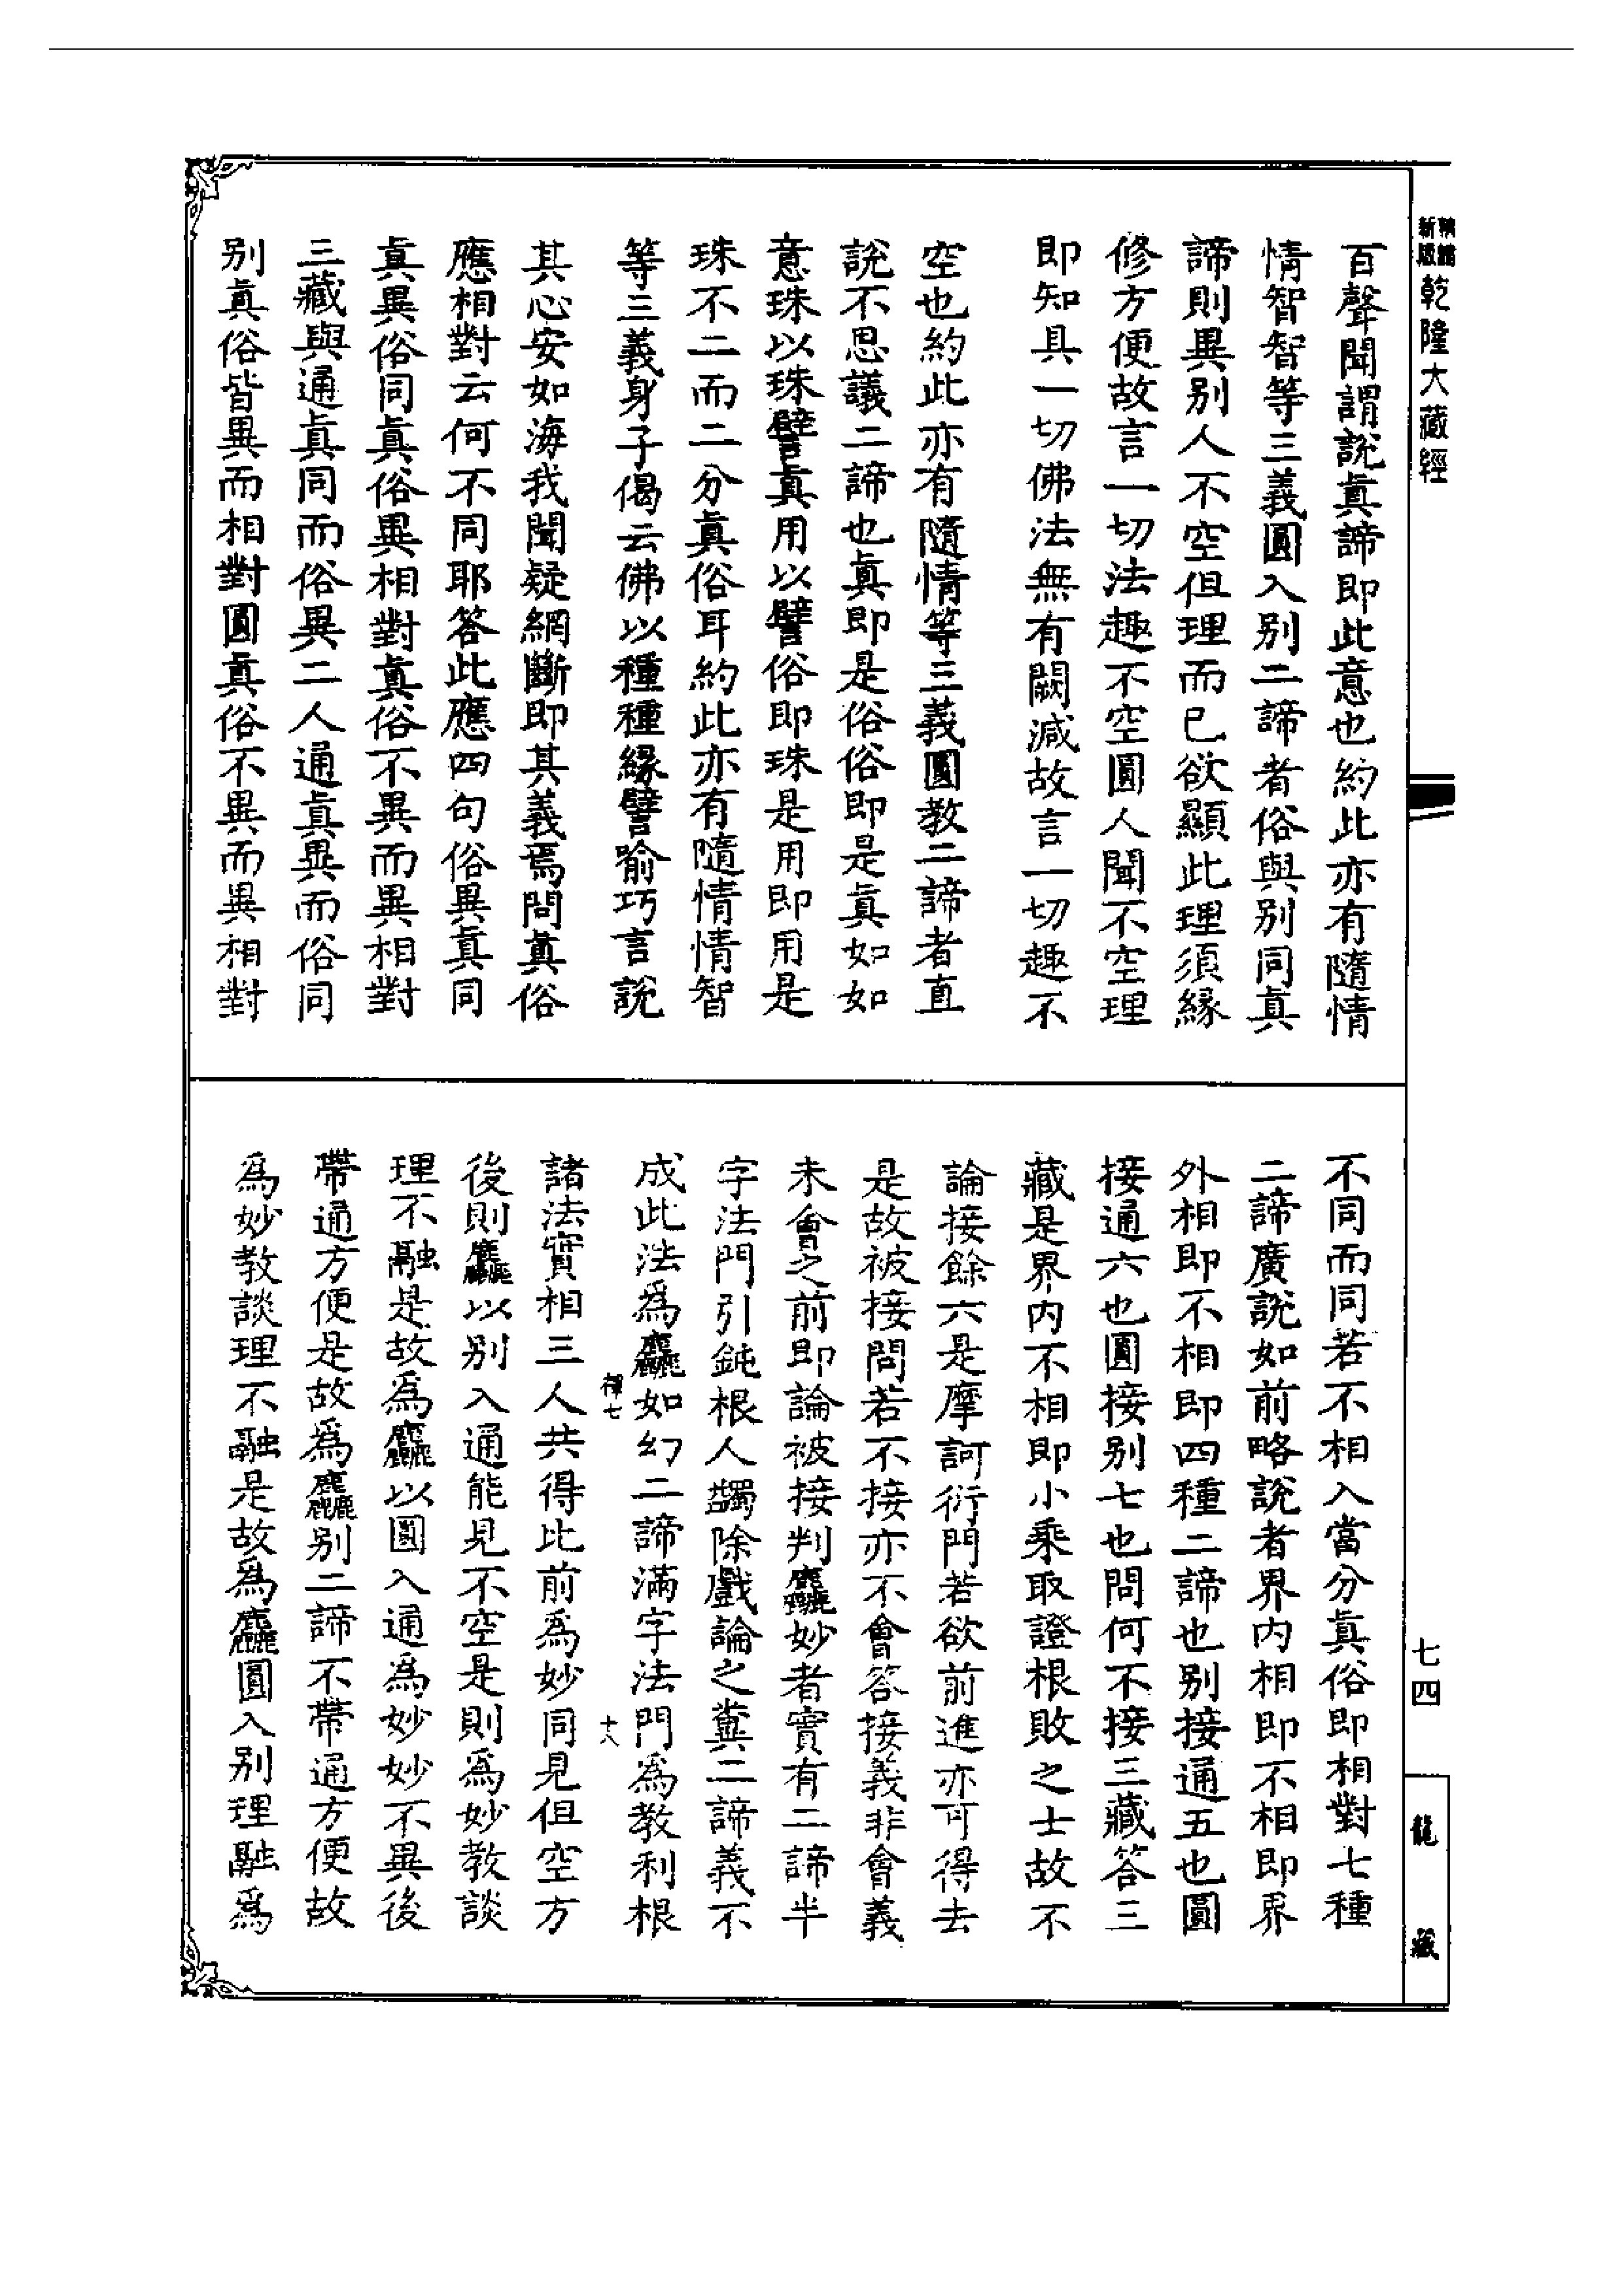 新編縮版
乾隆大藏經
七四
龍藏
百聲聞謂說真諦即此意也約此亦有隨情
情智智等三義圓入別二諦者俗與別同真
諦則異別人不空但理而已欲顯此理須緣
修方便故言一切法趣不空圓人聞不空理
即知具一切佛法無有闕減故言一切趣不
空也約此亦有隨情等三義圓教二諦者直
說不思議二諦也真即是俗俗即是真如如
意珠以珠譬真用以譬俗即珠是用即用是
珠不二而二分真俗耳約此亦有隨情情智
等三義身子偈云佛以種種緣譬喻巧言說
其心安如海我聞疑網斷即其義焉問真俗
應相對云何不同耶答此應四句俗異真同
真異俗同真俗異相對真俗不異而異相對
三藏與通真同而俗異二人通真異而俗同
別真俗皆異而相對圓真俗不異而異相對
不同而同若不相入當分真俗即相對七種
二諦廣說如前略說者界內相即不相即界
外相即不相即四種二諦也別接通五也圓
接通六也圓接別七也問何不接三藏答三
藏是界內不相即小乘取證根敗之士故不
論接餘六是摩訶衍門若欲前進亦可得去
是故被接問若不接亦不會答接義非會義
未會之前即論被接判麤妙者實有二諦半
字法門引鈍根人蠲除戲論之糞二諦義不
成此法為麤如幻二諦滿字法門為教利根
禪七
十八
諸法實相三人共得比前為妙同見但空方
後則麤以別入通能見不空是則為妙教談
理不融是故為麤以圓入通為妙妙不異後
帶通方便是故為麤別二諦不帶通方便故
為妙教談理不融是故為麤圓入別理融為